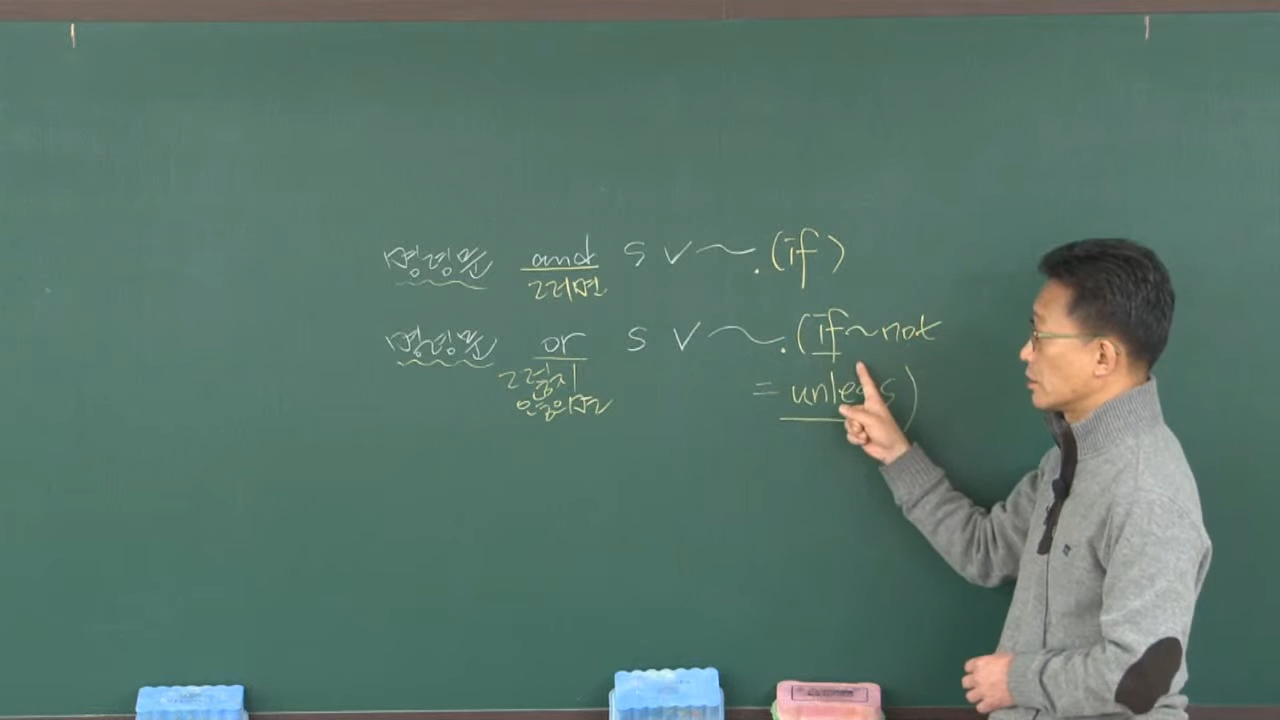 명령문 and S V ~. (if)
그러면
명령문 or S V ~. (if ~ not
그렇지 = unless)
않으면